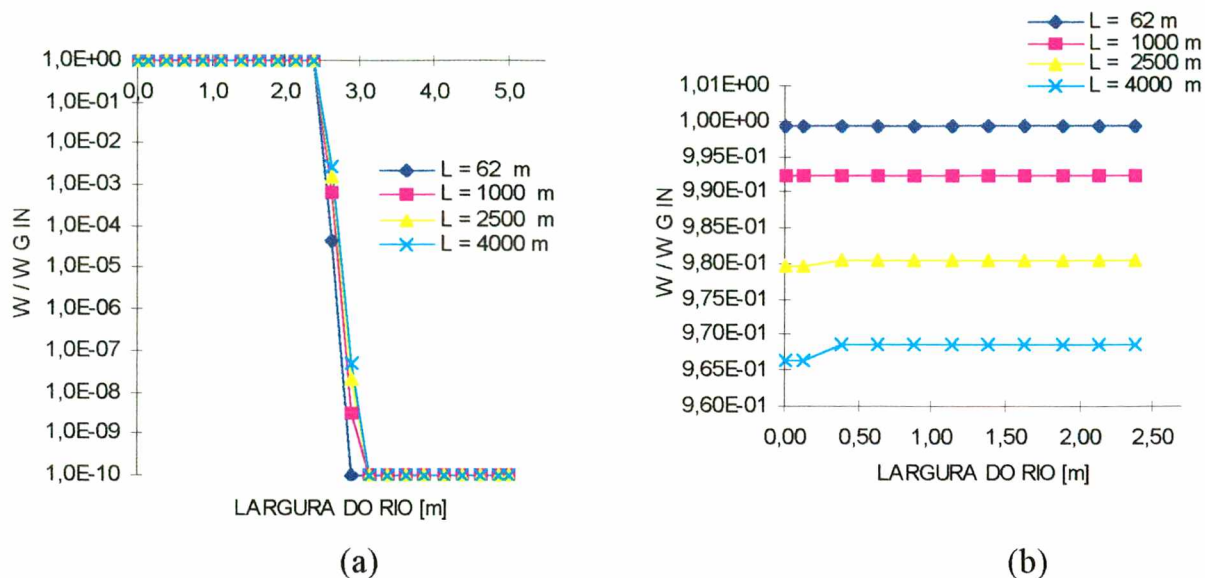 1,0E+00
1,0E-01
1,0E-02
1,0E-03
1,0E-04
1,0E-05
1,0E-06
1,0E-07
1,0E-08
1,0E-09
1,0E-10
0,0 1,0 2,0 3,0 4,0 5,0
W / W G IN
LARGURA DO RIO [m]
L = 62 m
L = 1000 m
L = 2500 m
L = 4000 m
(a)
L = 62 m
L = 1000 m
L = 2500 m
L = 4000 m
1,01E+00
1,00E+00
9,95E-01
9,90E-01
9,85E-01
9,80E-01
9,75E-01
9,70E-01
9,65E-01
9,60E-01
0,00 0,50 1,00 1,50 2,00 2,50
W / W G IN
LARGURA DO RIO [m]
(b)